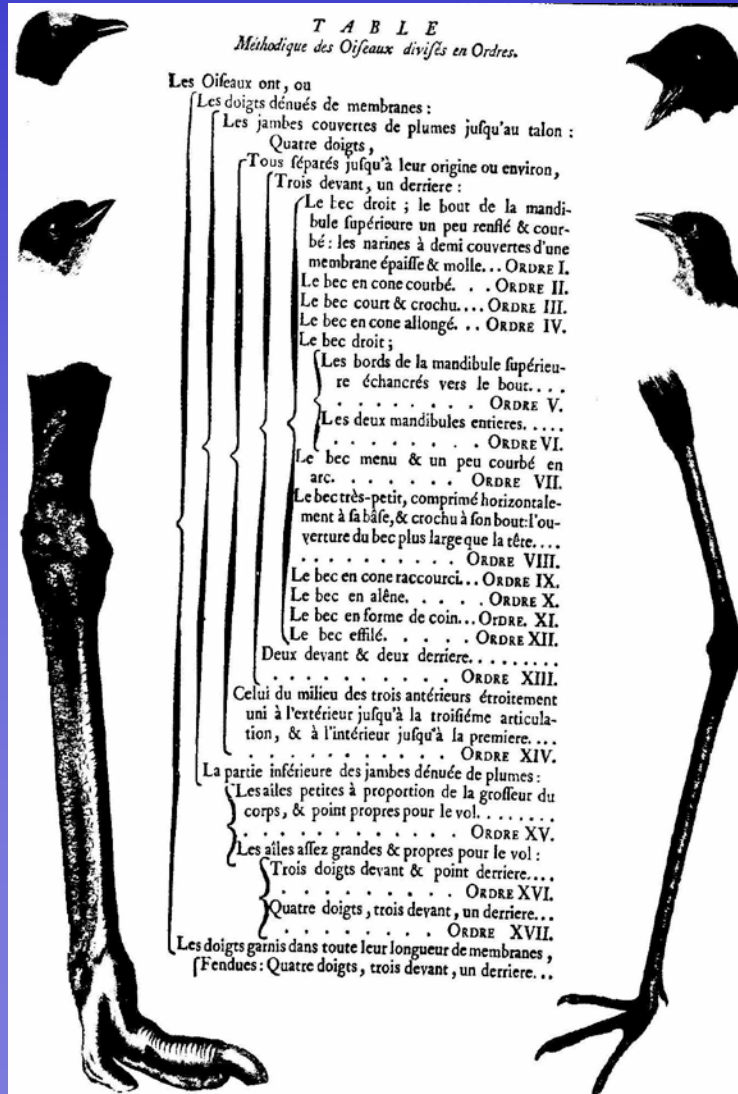 TABLE
Méthodique des Oiſeaux diviſés en Ordres.
Les Oiſeaux ont, ou
Les doigts dénués de membranes :
Les jambes couvertes de plumes juſqu'au talon :
Quatre doigts,
Tous ſéparés juſqu'à leur origine ou environ,
Trois devant, un derriere :
Le bec droit ; le bout de la mandi-
bule ſupérieure un peu renflé & cour-
bé : les narines à demi couvertes d'une
membrane épaiſſe & molle... ORDRE I.
Le bec en cone courbé. . . ORDRE II.
Le bec court & crochu.... ORDRE III.
Le bec en cone allongé. .. ORDRE IV.
Le bec droit ;
Les bords de la mandibule ſupérieu-
re échancrés vers le bout....
. . . . . . . . ORDRE V.
Les deux mandibules entieres.....
. . . . . . . . ORDRE VI.
Le bec menu & un peu courbé en
arc. . . . . . . ORDRE VII.
Le bec très-petit, comprimé horizontale-
ment à ſa bâſe, & crochu à ſon bout : l'ou-
verture du bec plus large que la tête....
. . . . . . . . . . ORDRE VIII.
Le bec en cone raccourci... ORDRE IX.
Le bec en alêne. . . . . ORDRE X.
Le bec en forme de coin... ORDRE. XI.
Le bec effilé. . . . . ORDRE XII.
Deux devant & deux derriere.........
. . . . . . . . . . ORDRE XIII.
Celui du milieu des trois antérieurs étroitement
uni à l'extérieur juſqu'à la troiſiéme articula-
tion, & à l'intérieur juſqu'à la premiere....
. . . . . . . . . . . ORDRE XIV.
La partie inférieure des jambes dénuée de plumes :
Les aîles petites à proportion de la groſſeur du
corps, & point propres pour le vol. .......
. . . . . . . . . . . . ORDRE XV.
Les aîles aſſez grandes & propres pour le vol :
Trois doigts devant & point derriere....
. . . . . . . . . ORDRE XVI.
Quatre doigts, trois devant, un derriere...
. . . . . . . . ORDRE XVII.
Les doigts garnis dans toute leur longueur de membranes,
Fendues : Quatre doigts, trois devant, un derriere...